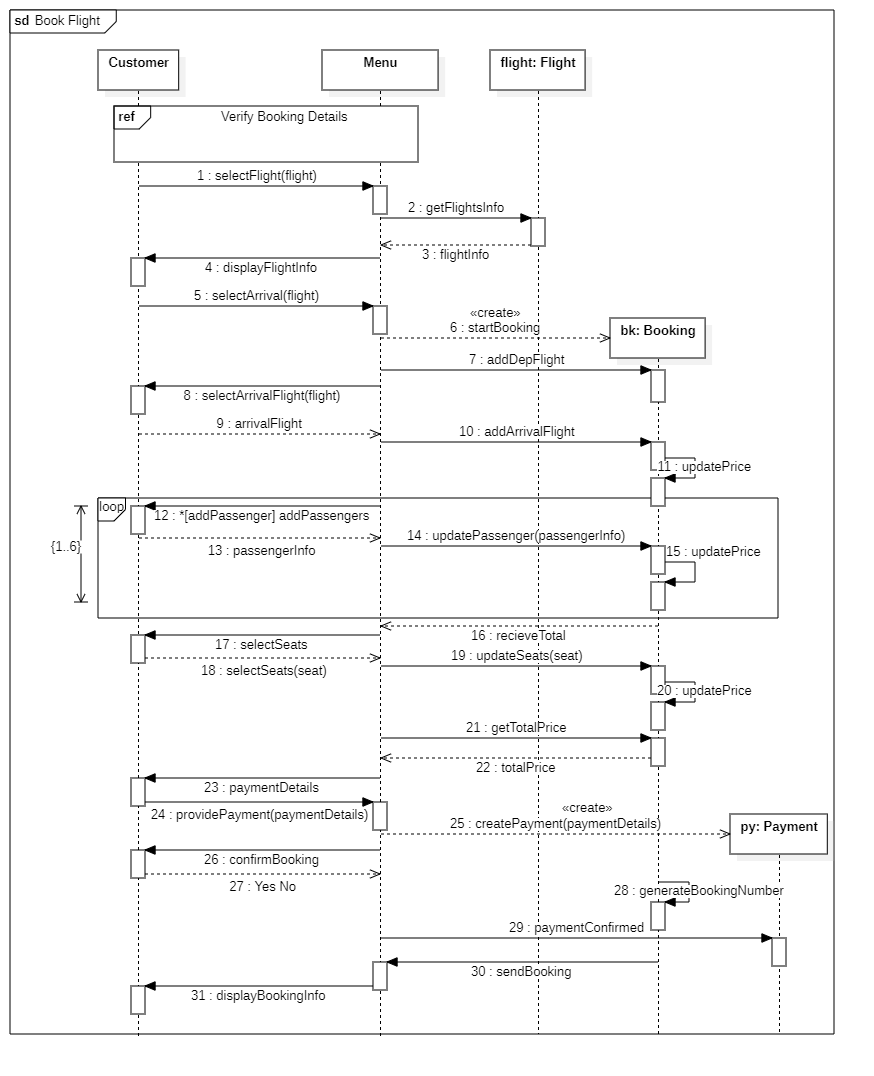 sd Book Flight
Customer
Menu
flight: Flight
ref
Verify Booking Details
1 : selectFlight(flight)
2 : getFlightsInfo
3 : flightInfo
4 : displayFlightInfo
5 : selectArrival(flight)
«create»
6 : startBooking
bk: Booking
7 : addDepFlight
8 : selectArrivalFlight(flight)
9 : arrivalFlight
10 : addArrivalFlight
11 : updatePrice
loop
12 : *[addPassenger] addPassengers
13 : passengerInfo
14 : updatePassenger(passengerInfo)
15 : updatePrice
{1..6}
16 : recieveTotal
17 : selectSeats
18 : selectSeats(seat)
19 : updateSeats(seat)
20 : updatePrice
21 : getTotalPrice
22 : totalPrice
23 : paymentDetails
24 : providePayment(paymentDetails)
«create»
25 : createPayment(paymentDetails)
py: Payment
26 : confirmBooking
27 : Yes No
28 : generateBookingNumber
29 : paymentConfirmed
30 : sendBooking
31 : displayBookingInfo